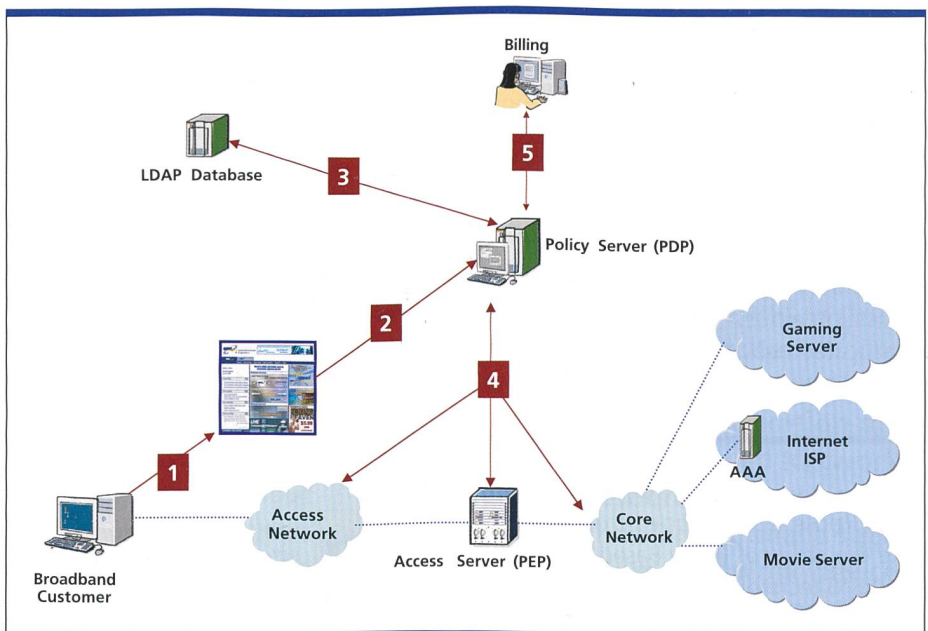 Billing
5
LDAP Database
3
Policy Server (PDP)
2
Gaming
Server
4
Internet
ISP
AAA
1
Access
Network
Core
Network
Access Server (PEP)
Movie Server
Broadband
Customer